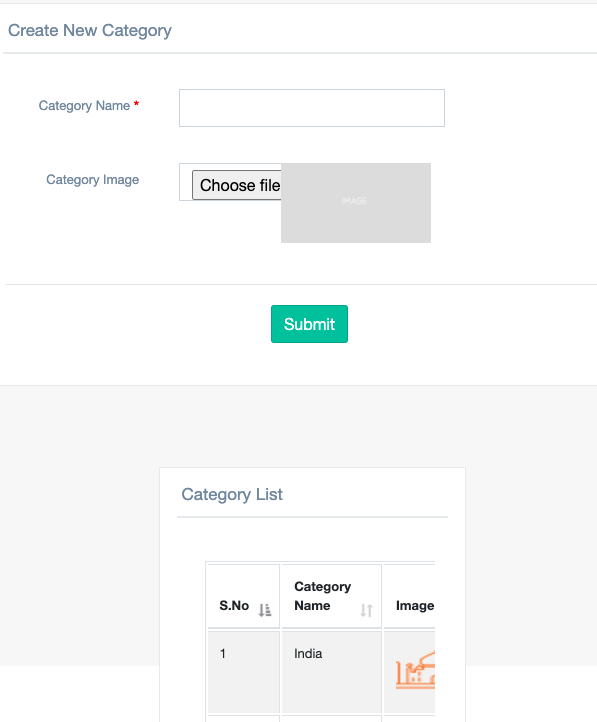 Create New Category
Category Name *
Category Image
Choose file
IMAGE
Submit
Category List
S.No
Category
Name
Image
1
India